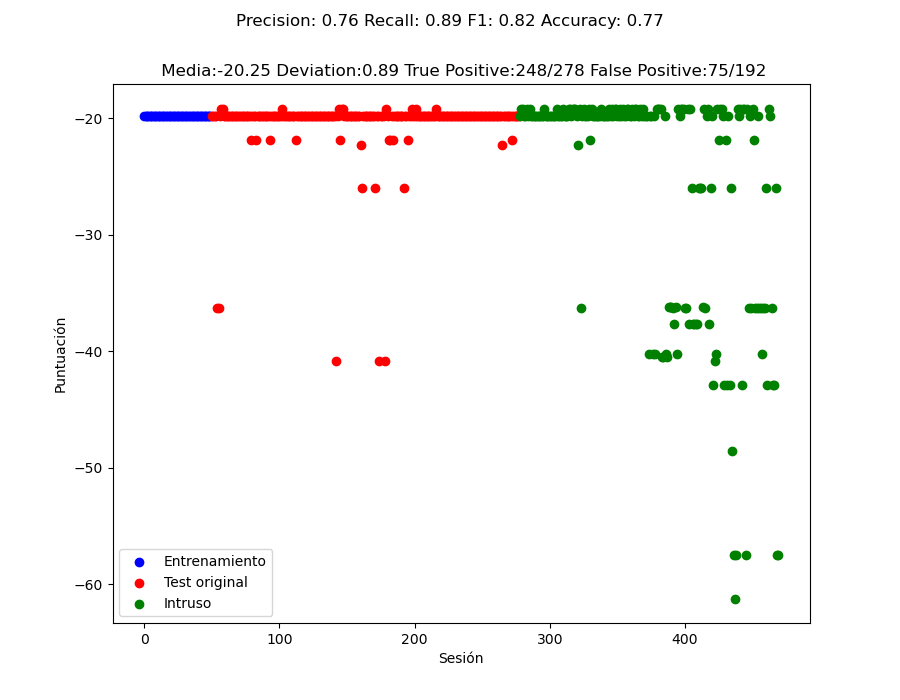 Precision: 0.76 Recall: 0.89 F1: 0.82 Accuracy: 0.77
Media:-20.25 Deviation:0.89 True Positive:248/278 False Positive:75/192
−20
−30
−40
−50
−60
Puntuación
Entrenamiento
Test original
Intruso
0 100 200 300 400
Sesión